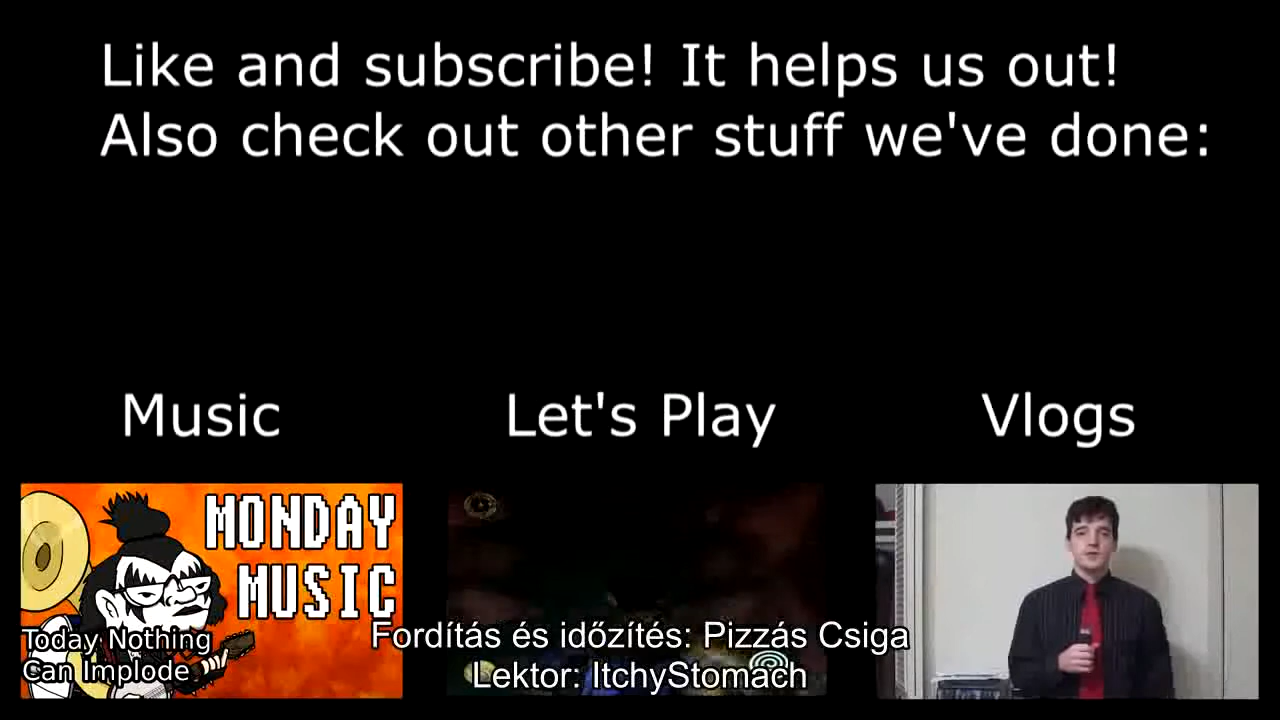 Like and subscribe! It helps us out!
Also check out other stuff we've done:
Music
Let's Play
Vlogs
MONDAY
MUSIC
Today Nothing
Can Implode
Fordítás és időzítés: Pizzás Csiga
Lektor: ItchyStomach